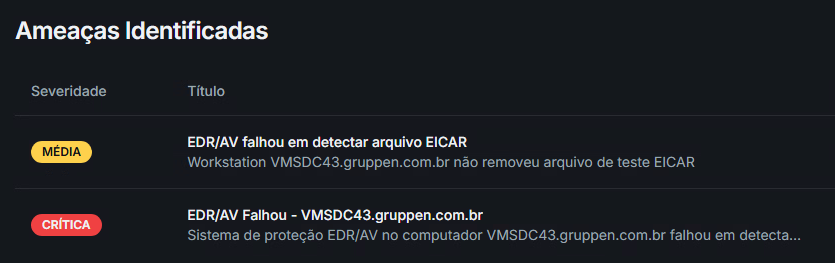 Ameaças Identificadas
Severidade Título
EDR/AV falhou em detectar arquivo EICAR
MÉDIA
Workstation VMSDC43.gruppen.com.br não removeu arquivo de teste EICAR
EDR/AV Falhou - VMSDC43.gruppen.com.br
CRÍTICA
Sistema de proteção EDR/AV no computador VMSDC43.gruppen.com.br falhou em detecta...